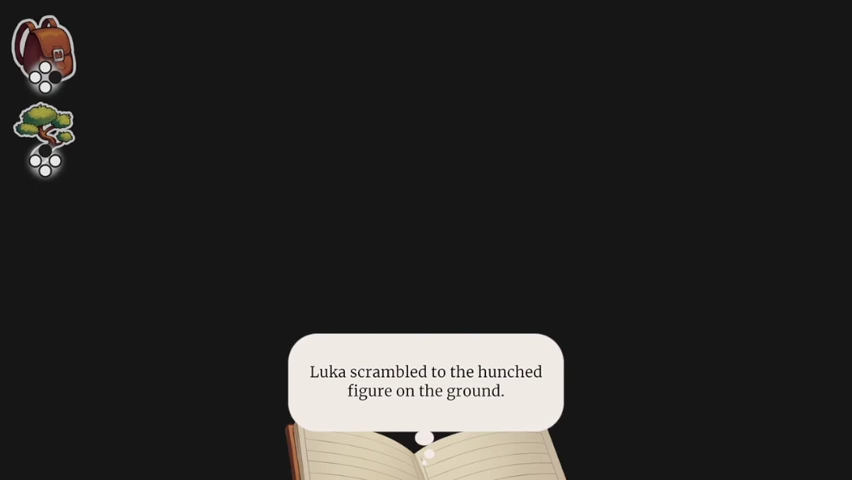 Luka scrambled to the hunched
figure on the ground.